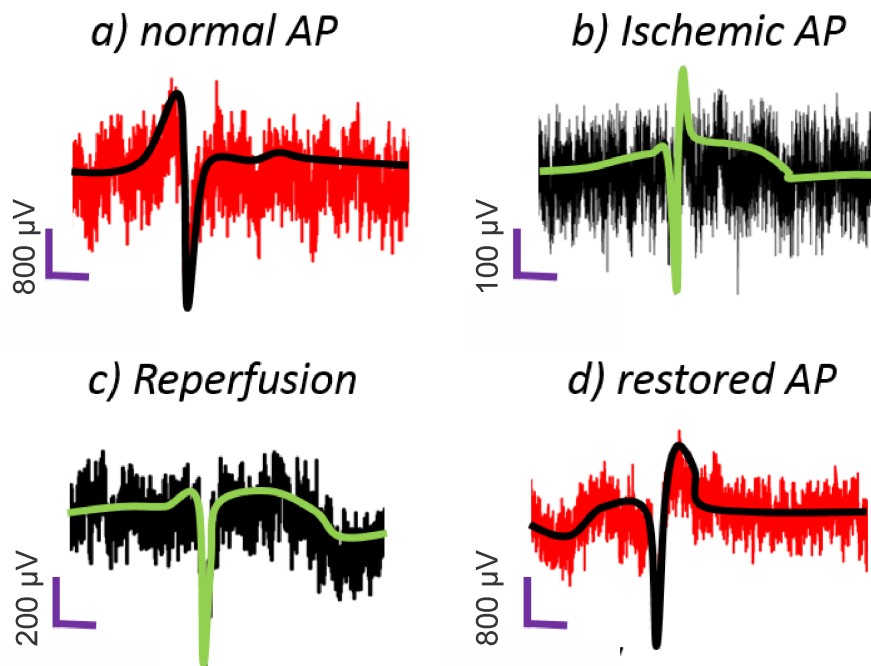 a) normal AP
b) Ischemic AP
800 µV
100 µV
c) Reperfusion
d) restored AP
200 µV
800 µV